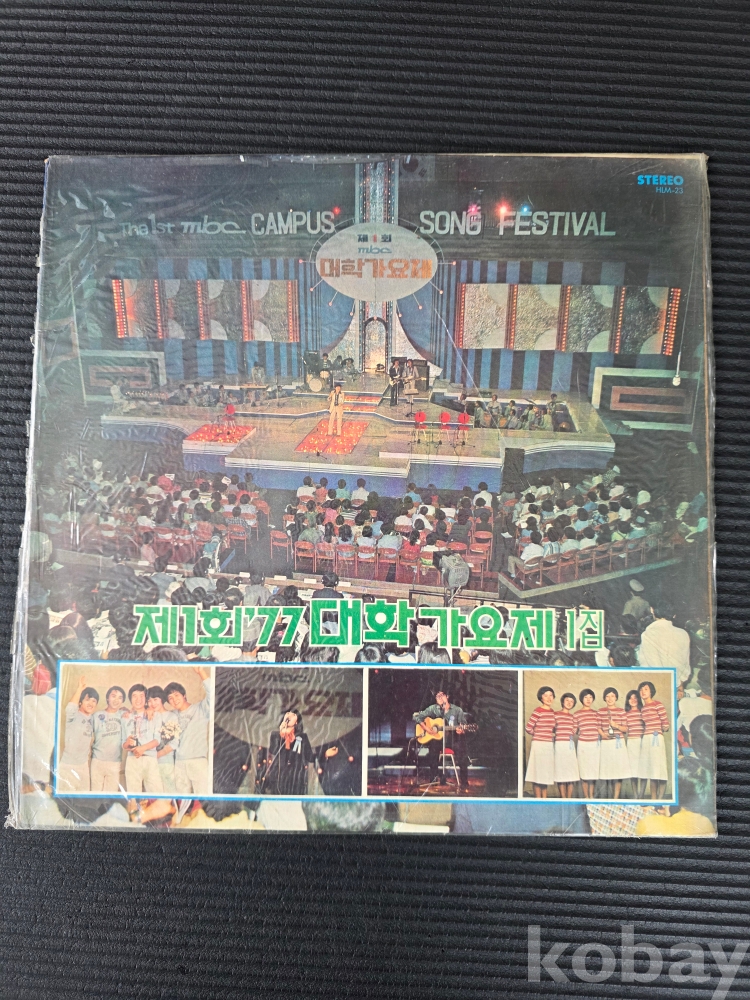 STEREO
HLM-23
The 1st mbc CAMPUS SONG FESTIVAL
제1회
mbc
대학가요제
제1회 '77 대학가요제 1집
mbc
kobay